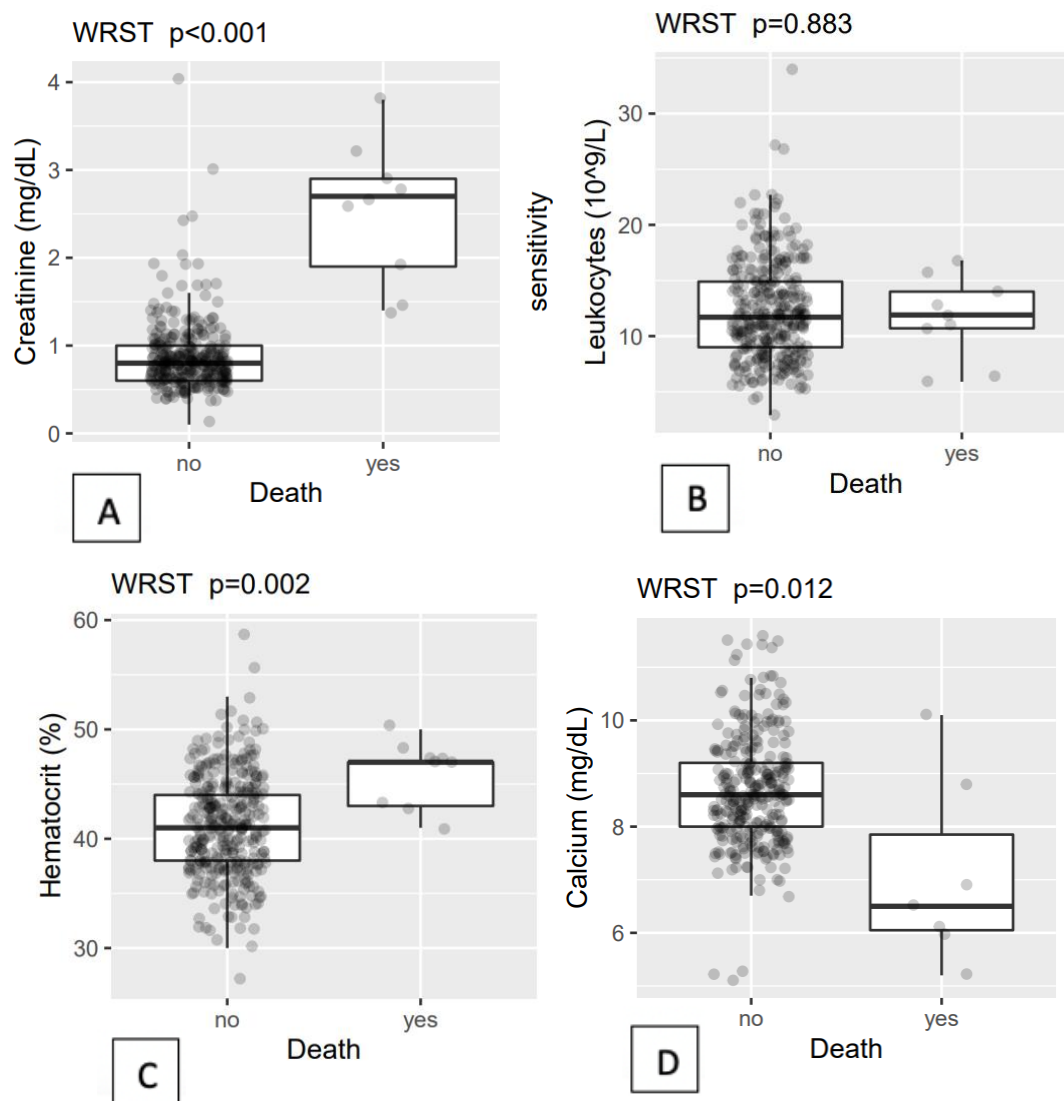 WRST p<0.001
Creatinine (mg/dL)
4
3
2
1
0
no yes
Death
A
WRST p=0.883
sensitivity
Leukocytes (10^9/L)
30
20
10
no yes
Death
B
WRST p=0.002
Hematocrit (%)
60
50
40
30
no yes
Death
C
WRST p=0.012
Calcium (mg/dL)
10
8
6
no yes
Death
D